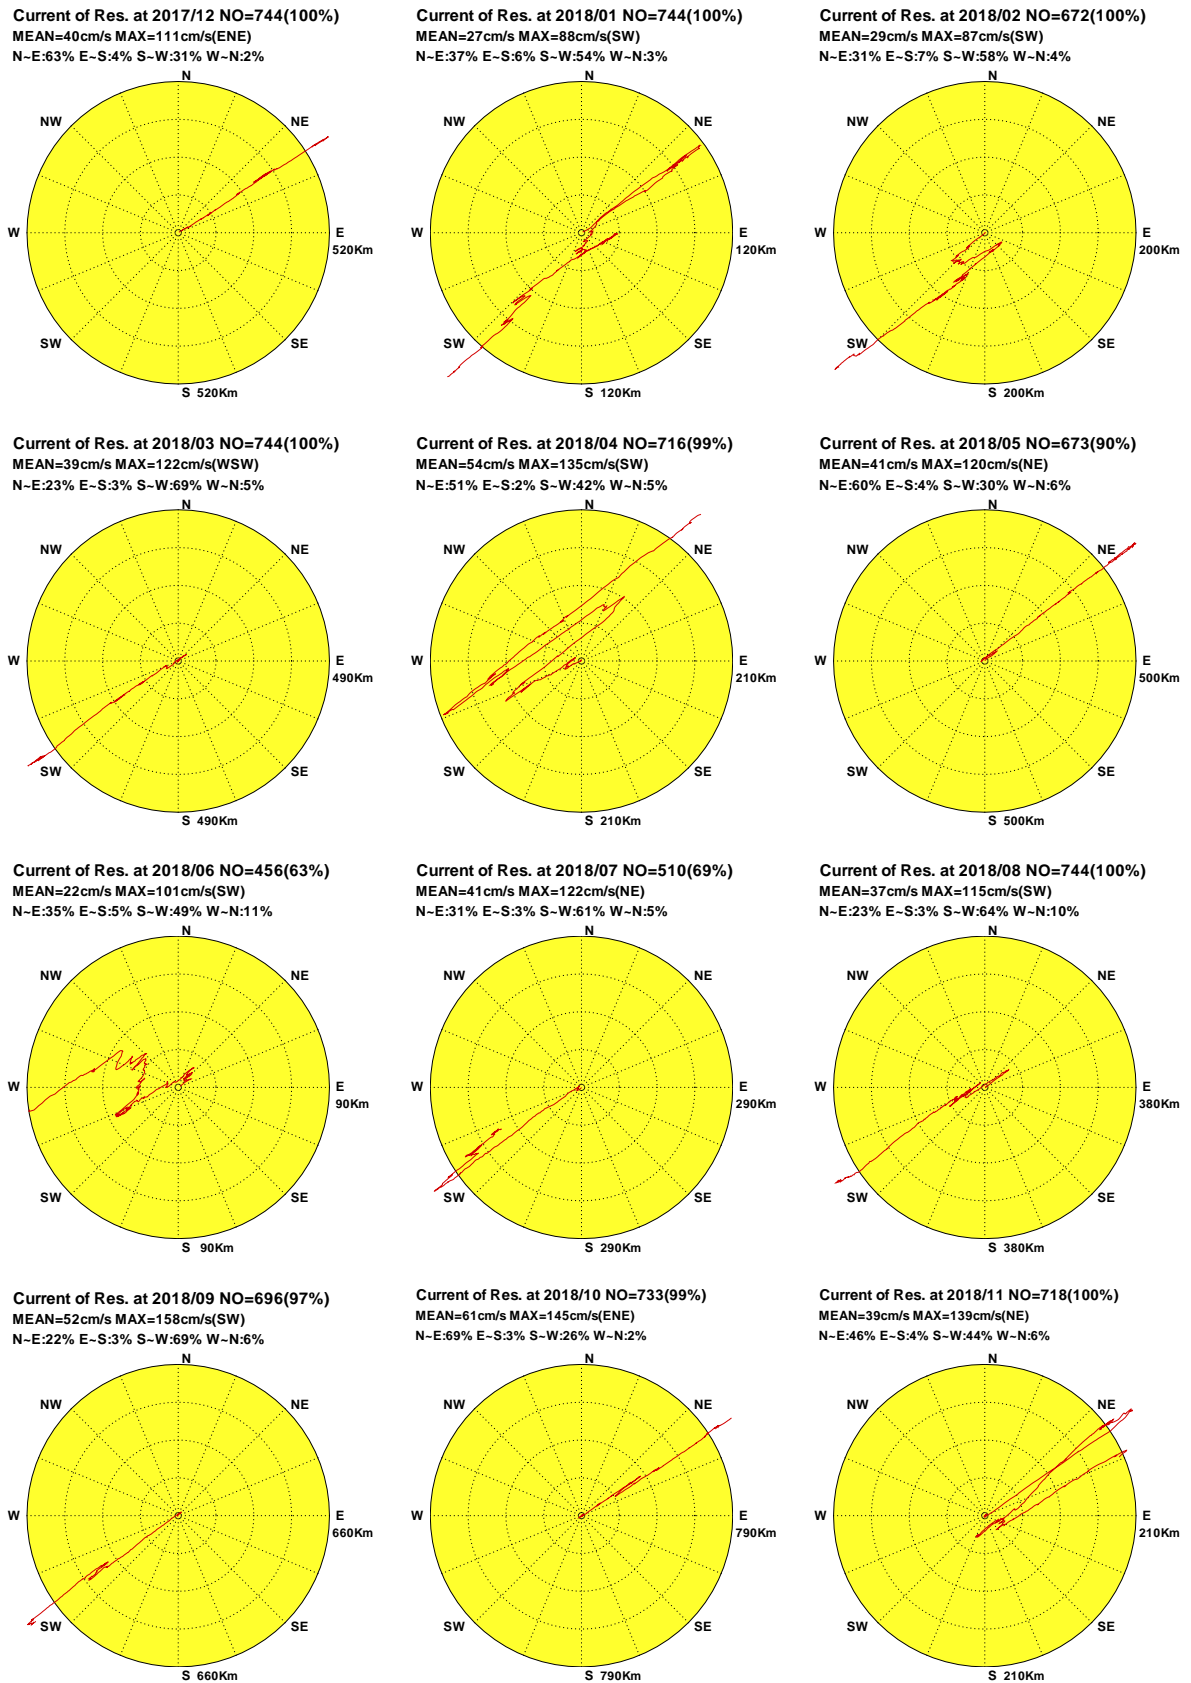 Current of Res. at 2017/12 NO=744(100%)
MEAN=40cm/s MAX=111cm/s(ENE)
N~E:63% E~S:4% S~W:31% W~N:2%
N
NW
NE
W
E
520Km
SW
SE
S 520Km
Current of Res. at 2018/01 NO=744(100%)
MEAN=27cm/s MAX=88cm/s(SW)
N~E:37% E~S:6% S~W:54% W~N:3%
N
NW
NE
W
E
120Km
SW
SE
S 120Km
Current of Res. at 2018/02 NO=672(100%)
MEAN=29cm/s MAX=87cm/s(SW)
N~E:31% E~S:7% S~W:58% W~N:4%
N
NW
NE
W
E
200Km
SW
SE
S 200Km
Current of Res. at 2018/03 NO=744(100%)
MEAN=39cm/s MAX=122cm/s(WSW)
N~E:23% E~S:3% S~W:69% W~N:5%
N
NW
NE
W
E
490Km
SW
SE
S 490Km
Current of Res. at 2018/04 NO=716(99%)
MEAN=54cm/s MAX=135cm/s(SW)
N~E:51% E~S:2% S~W:42% W~N:5%
N
NW
NE
W
E
210Km
SW
SE
S 210Km
Current of Res. at 2018/05 NO=673(90%)
MEAN=41cm/s MAX=120cm/s(NE)
N~E:60% E~S:4% S~W:30% W~N:6%
N
NW
NE
W
E
500Km
SW
SE
S 500Km
Current of Res. at 2018/06 NO=456(63%)
MEAN=22cm/s MAX=101cm/s(SW)
N~E:35% E~S:5% S~W:49% W~N:11%
N
NW
NE
W
E
90Km
SW
SE
S 90Km
Current of Res. at 2018/07 NO=510(69%)
MEAN=41cm/s MAX=122cm/s(NE)
N~E:31% E~S:3% S~W:61% W~N:5%
N
NW
NE
W
E
290Km
SW
SE
S 290Km
Current of Res. at 2018/08 NO=744(100%)
MEAN=37cm/s MAX=115cm/s(SW)
N~E:23% E~S:3% S~W:64% W~N:10%
N
NW
NE
W
E
380Km
SW
SE
S 380Km
Current of Res. at 2018/09 NO=696(97%)
MEAN=52cm/s MAX=158cm/s(SW)
N~E:22% E~S:3% S~W:69% W~N:6%
N
NW
NE
W
E
660Km
SW
SE
S 660Km
Current of Res. at 2018/10 NO=733(99%)
MEAN=61cm/s MAX=145cm/s(ENE)
N~E:69% E~S:3% S~W:26% W~N:2%
N
NW
NE
W
E
790Km
SW
SE
S 790Km
Current of Res. at 2018/11 NO=718(100%)
MEAN=39cm/s MAX=139cm/s(NE)
N~E:46% E~S:4% S~W:44% W~N:6%
N
NW
NE
W
E
210Km
SW
SE
S 210Km